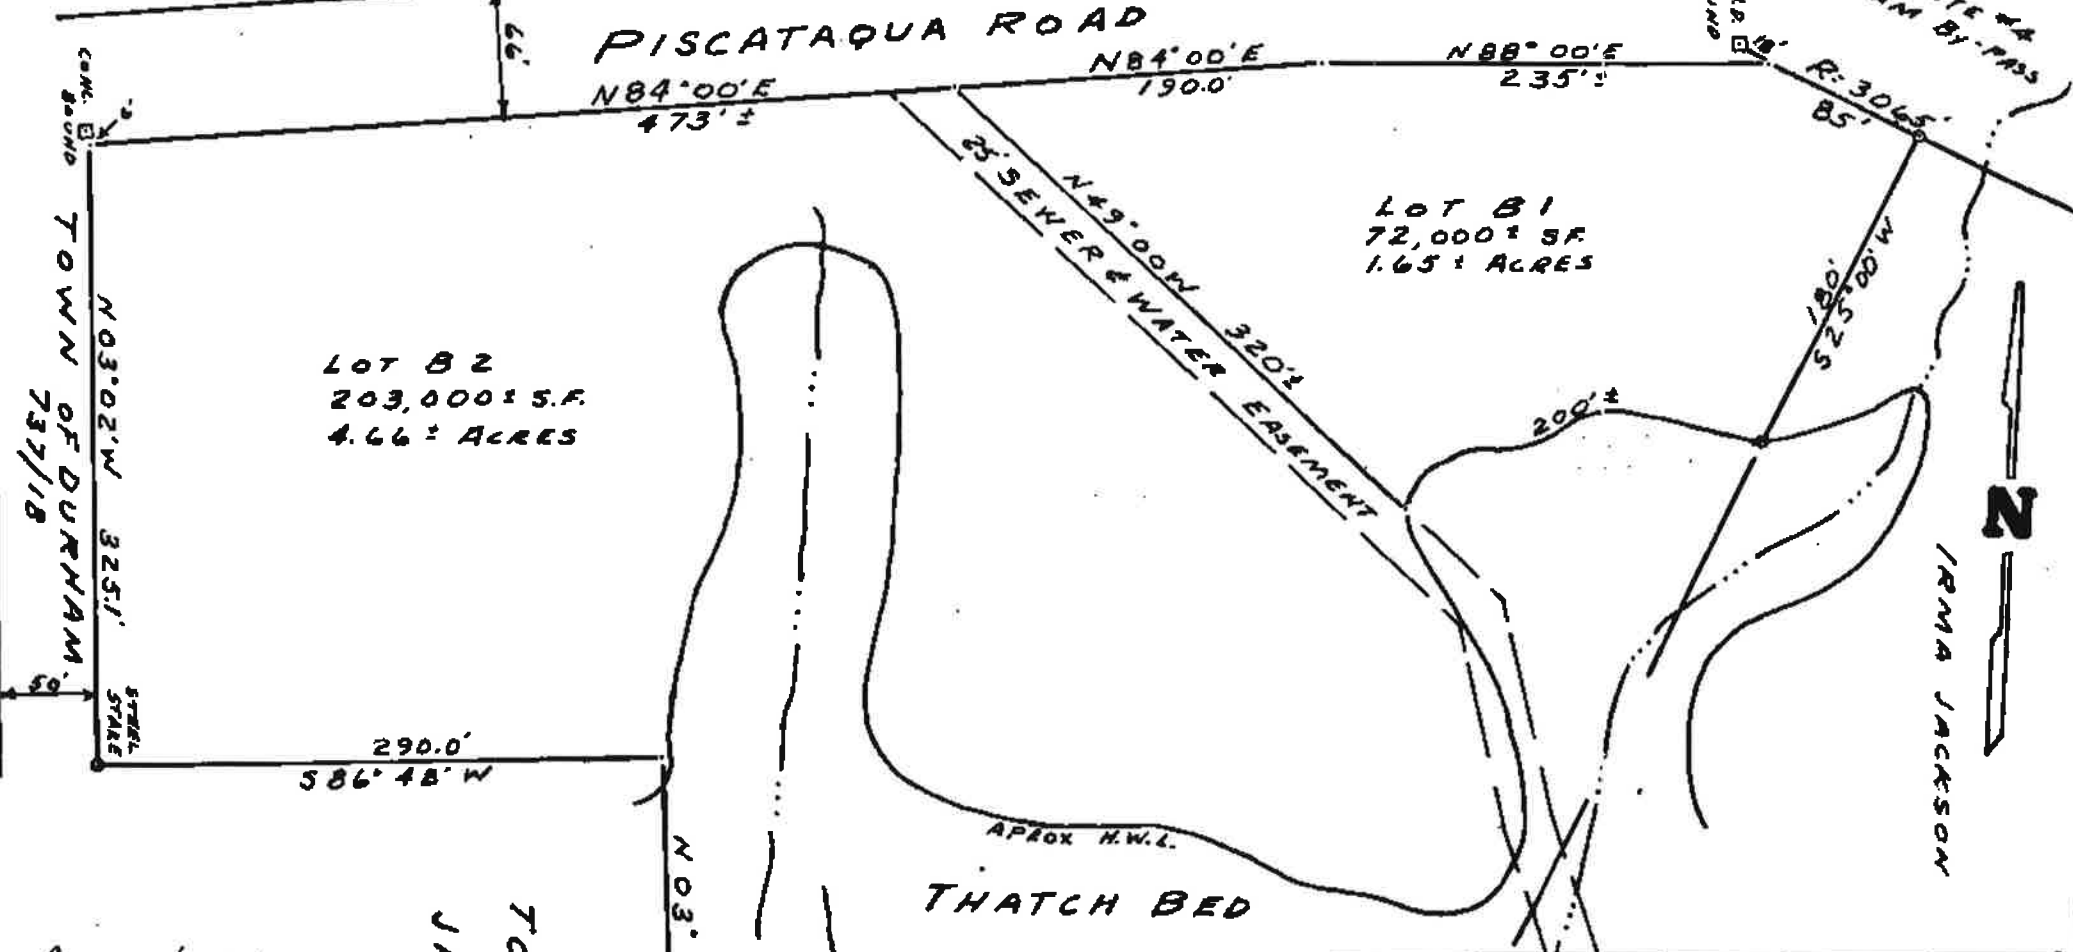 PISCATAQUA ROAD
66'
N84°00'E
473'±
N84°00'E
190.0'
N88°00'E
235'±
R=3065'
85'
BY-PASS
CONC.
BOUND
TOWN OF DURHAM
737/18
N03°02'W 325.1'
50'
STEEL
STAKE
LOT B2
203,000± S.F.
4.66± ACRES
290.0'
S86°48'W
N03°
25' SEWER & WATER EASEMENT
N49°00'W 320'±
LOT B1
72,000± SF.
1.65± ACRES
180'
S25°00'W
200'±
N
IRMA JACKSON
APROX H.W.L.
THATCH BED